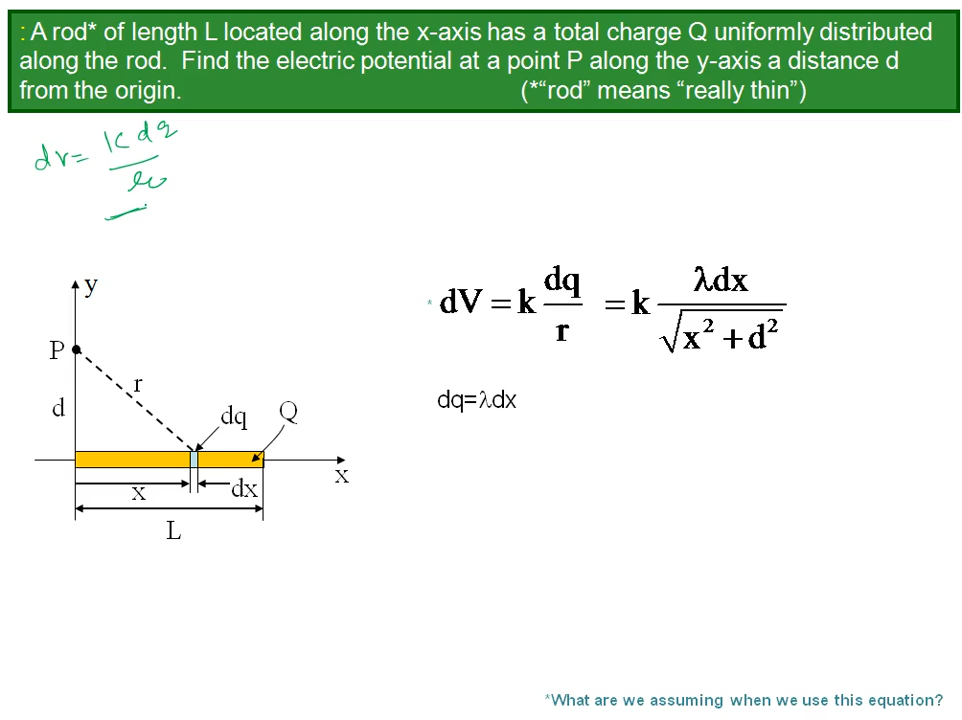 : A rod* of length L located along the x-axis has a total charge Q uniformly distributed
along the rod. Find the electric potential at a point P along the y-axis a distance d
from the origin. (*“rod” means “really thin”)
dv= kdq
* dV = k dq/r = k λdx/√(x² + d²)
dq=λdx
y
P
r
d
dq
Q
x
x
dx
L
*What are we assuming when we use this equation?